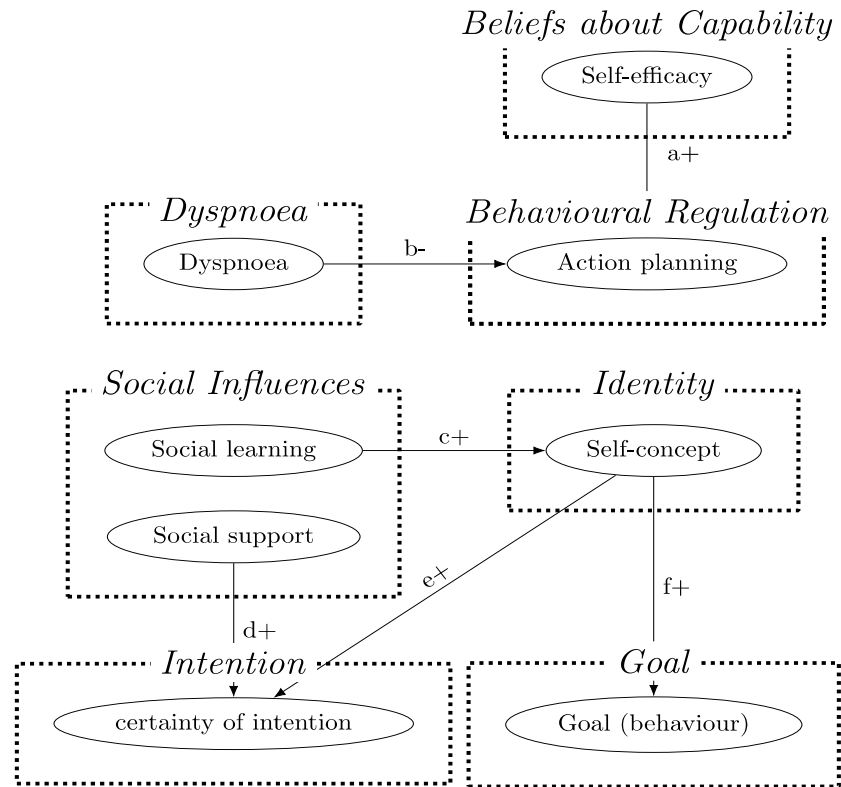 Beliefs about Capability
Self-efficacy
a+
Dyspnoea
Behavioural Regulation
b-
Dyspnoea
Action planning
Social Influences
Identity
c+
Social learning
Self-concept
Social support
e+
f+
d+
Intention
Goal
certainty of intention
Goal (behaviour)